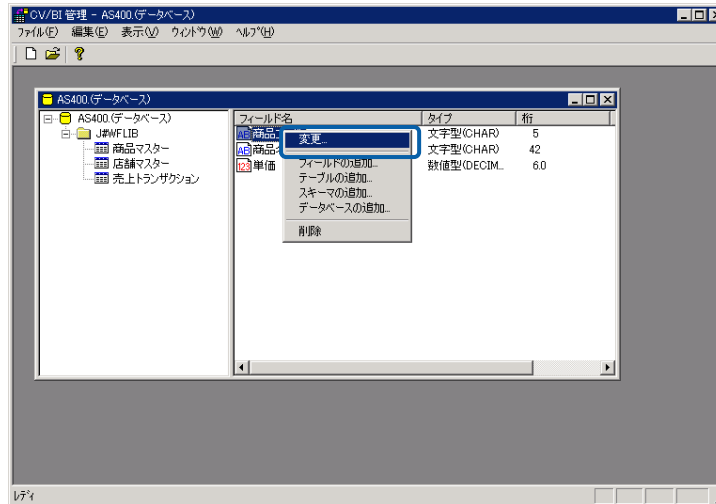 CV/BI 管理 - AS400.(データベース)
ファイル(F) 編集(E) 表示(V) ウィンドウ(W) ヘルプ(H)
AS400.(データベース)
AS400.(データベース)
J#WFLIB
商品マスター
店舗マスター
売上トランザクション
フィールド名 タイプ 桁
商品 文字型(CHAR) 5
商品 文字型(CHAR) 42
単価 数値型(DECIM... 6.0
変更...
フィールドの追加...
テーブルの追加...
スキーマの追加...
データベースの追加...
削除
レディ